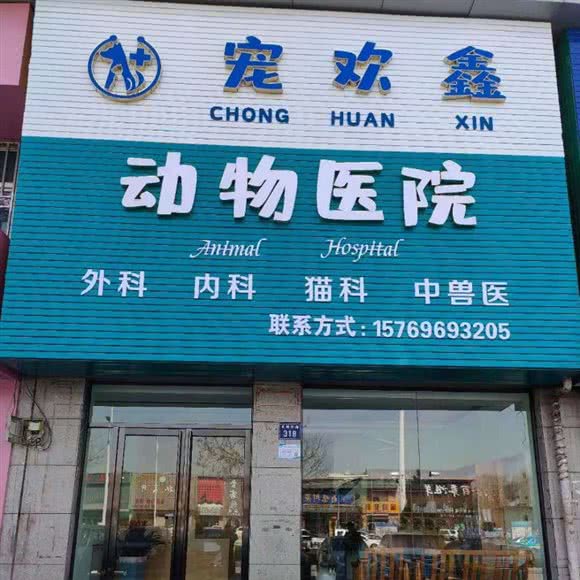 宠欢鑫
CHONG HUAN XIN
动物医院
Animal Hospital
外科 内科 猫科 中兽医
联系方式:15769693205
318